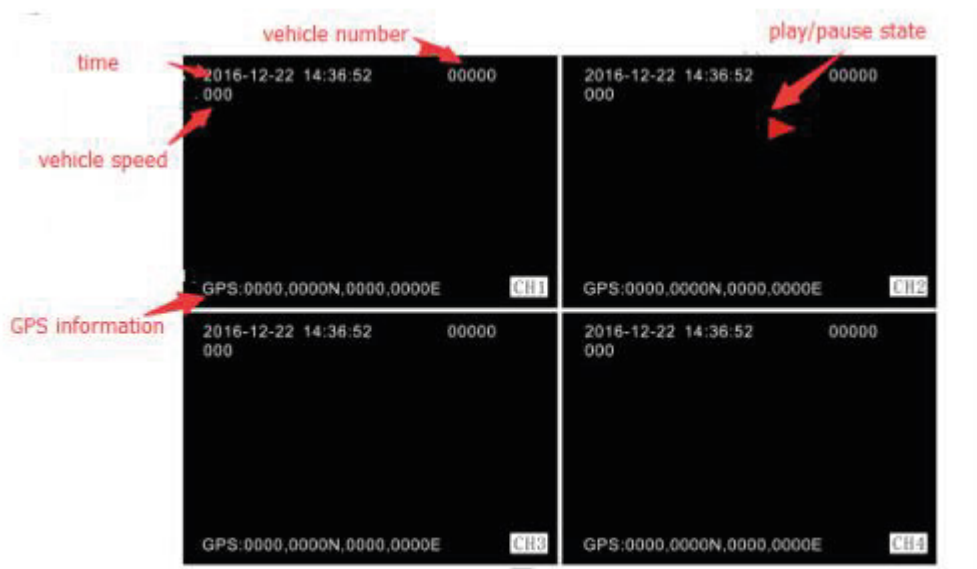 vehicle number
play/pause state
time
2016-12-22 14:36:52 00000
000
vehicle speed
GPS:0000,0000N,0000,0000E CH1
GPS information
2016-12-22 14:36:52 00000
000
GPS:0000,0000N,0000,0000E CH2
2016-12-22 14:36:52 00000
000
GPS:0000,0000N,0000,0000E CH3
2016-12-22 14:36:52 00000
000
GPS:0000,0000N,0000,0000E CH4